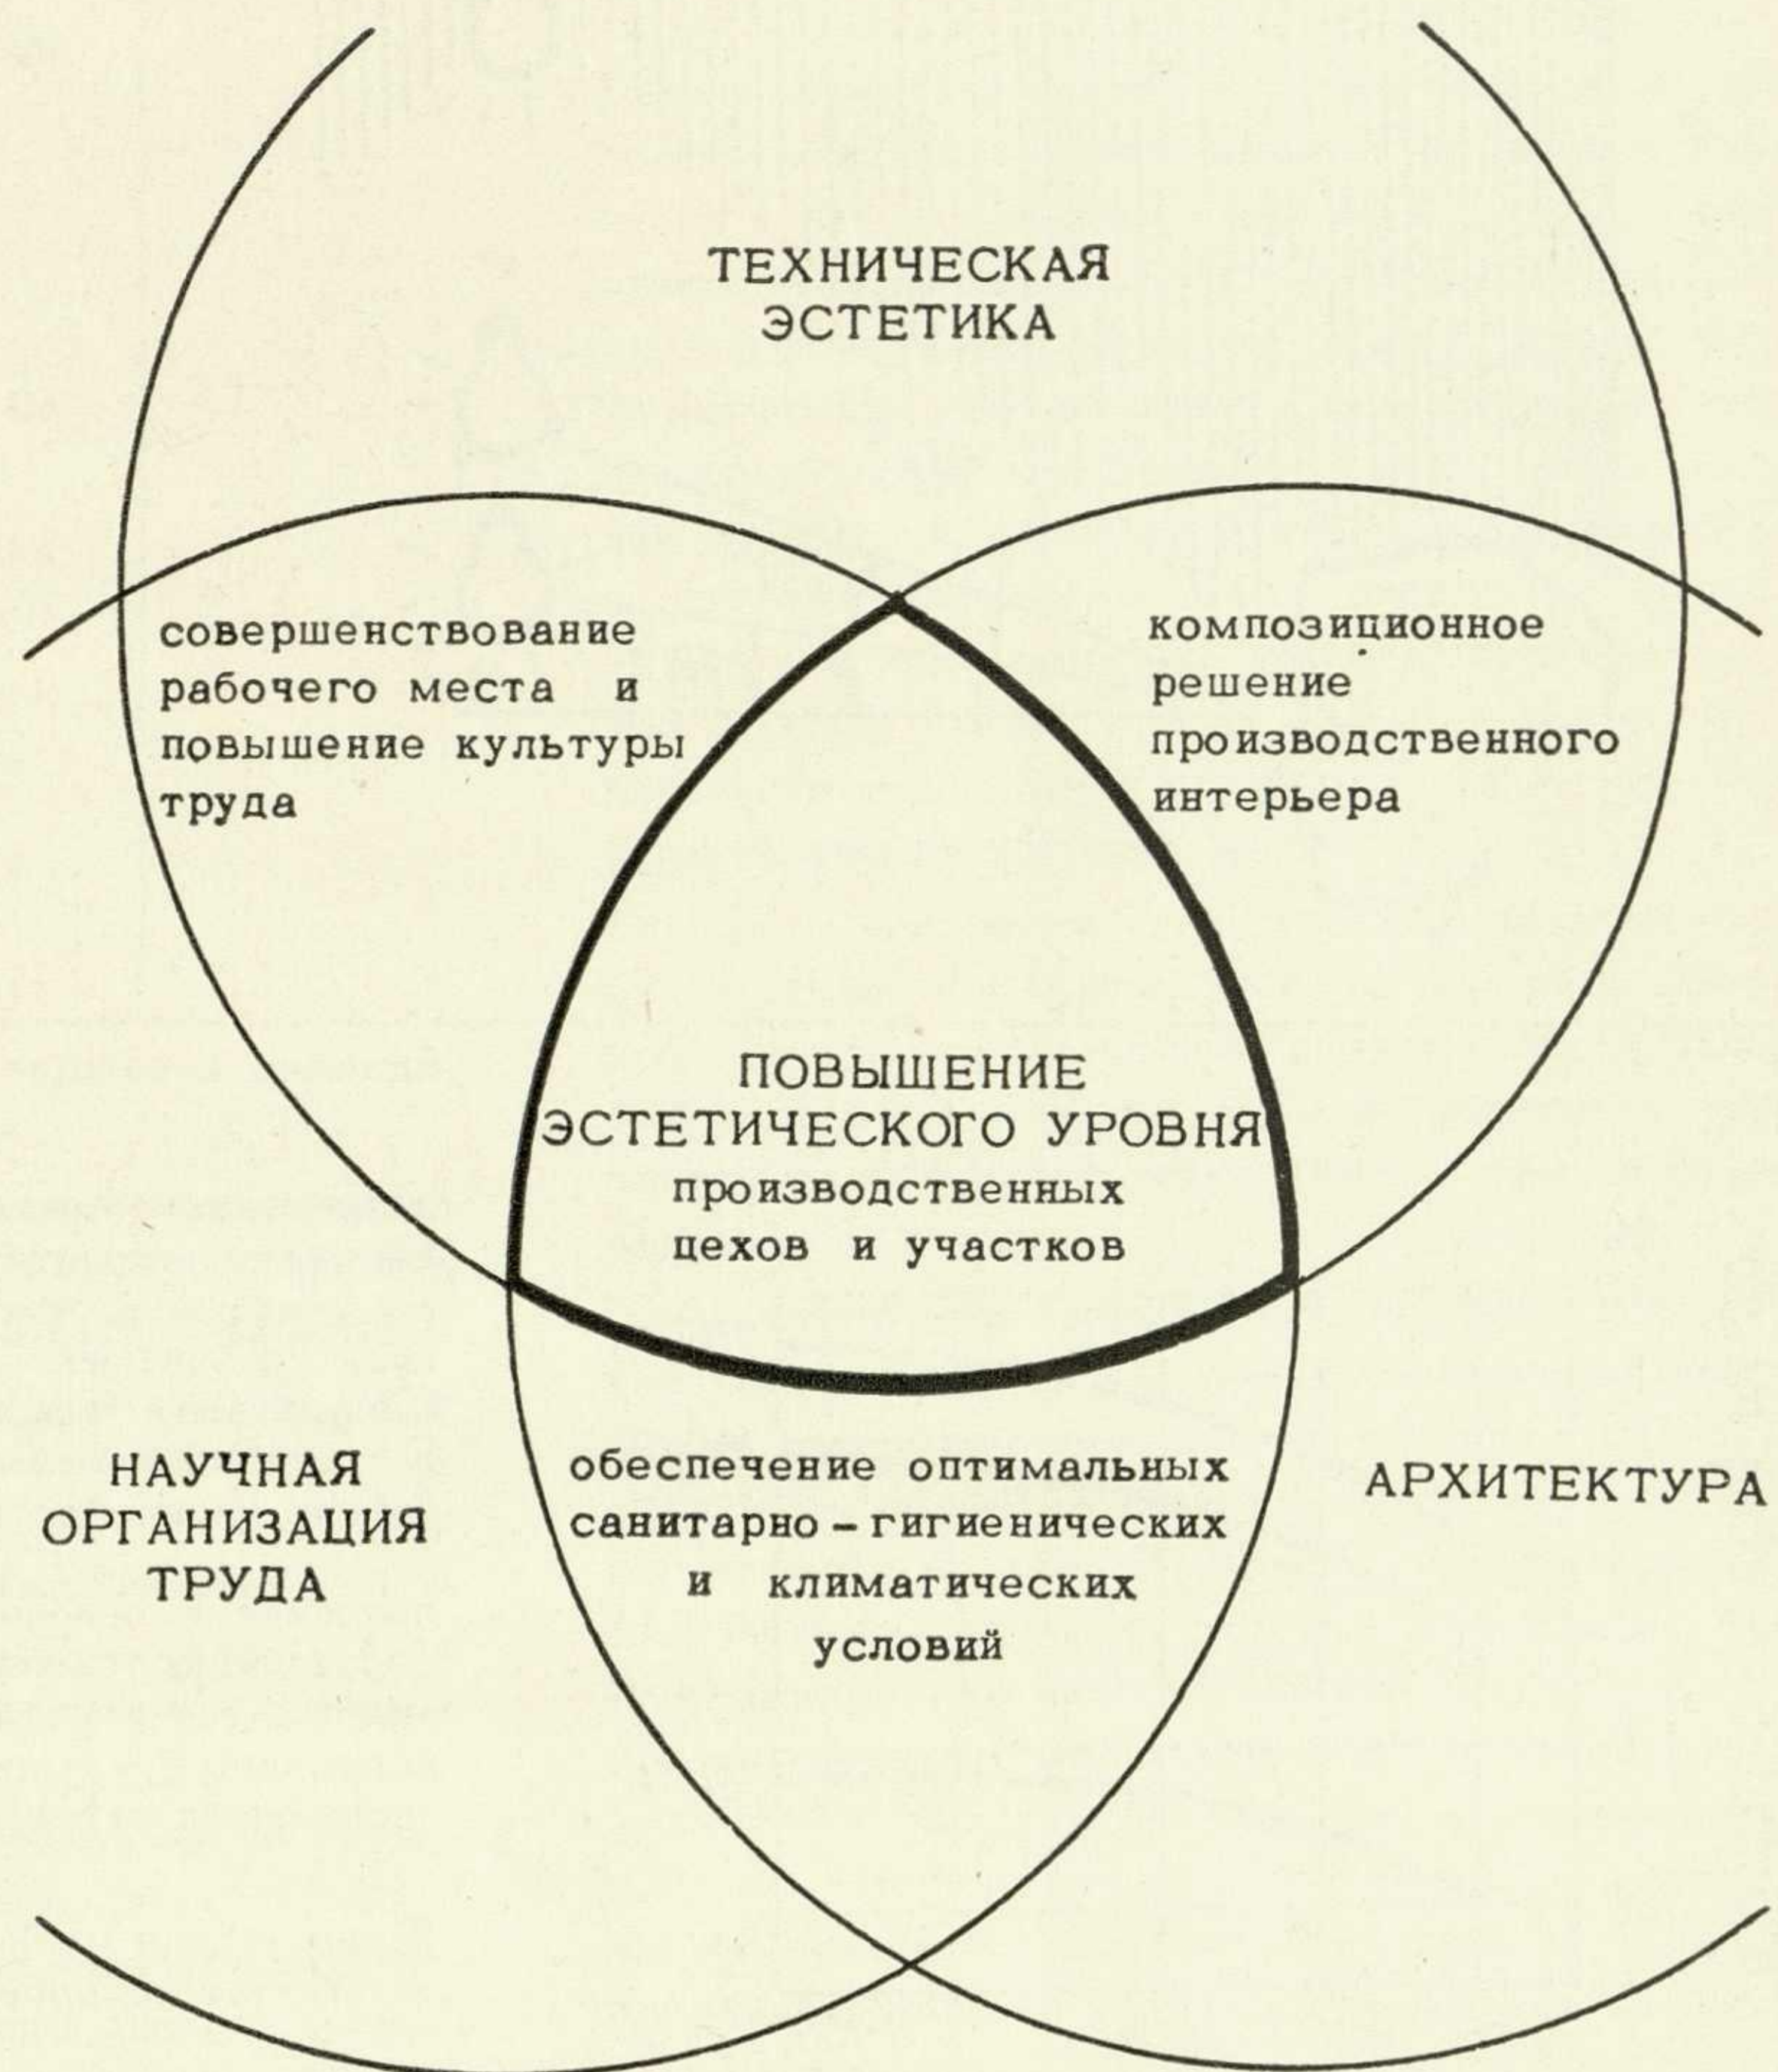 ТЕХНИЧЕСКАЯ
ЭСТЕТИКА
совершенствование
рабочего места и
повышение культуры
труда
композиционное
решение
производственного
интерьера
ПОВЫШЕНИЕ
ЭСТЕТИЧЕСКОГО УРОВНЯ
производственных
цехов и участков
НАУЧНАЯ
ОРГАНИЗАЦИЯ
ТРУДА
обеспечение оптимальных
санитарно – гигиенических
и климатических
условий
АРХИТЕКТУРА